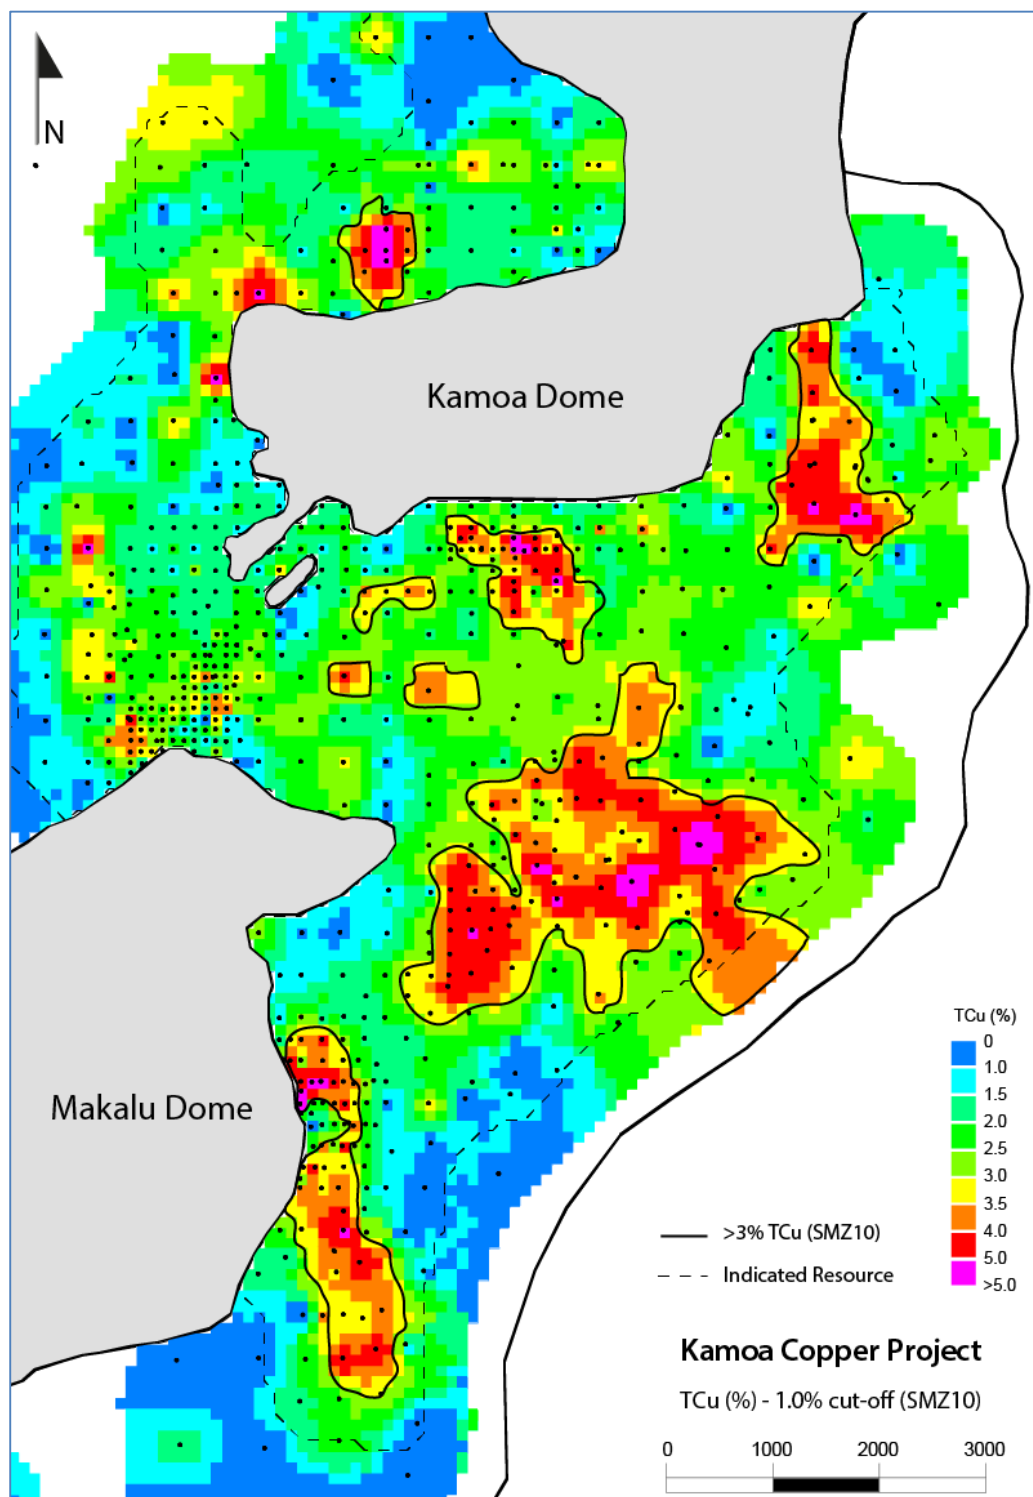 N
Kamoa Dome
Makalu Dome
TCu (%)
0
1.0
1.5
2.0
2.5
3.0
3.5
4.0
5.0
>5.0
>3% TCu (SMZ10)
Indicated Resource
Kamoa Copper Project
TCu (%) - 1.0% cut-off (SMZ10)
0 1000 2000 3000